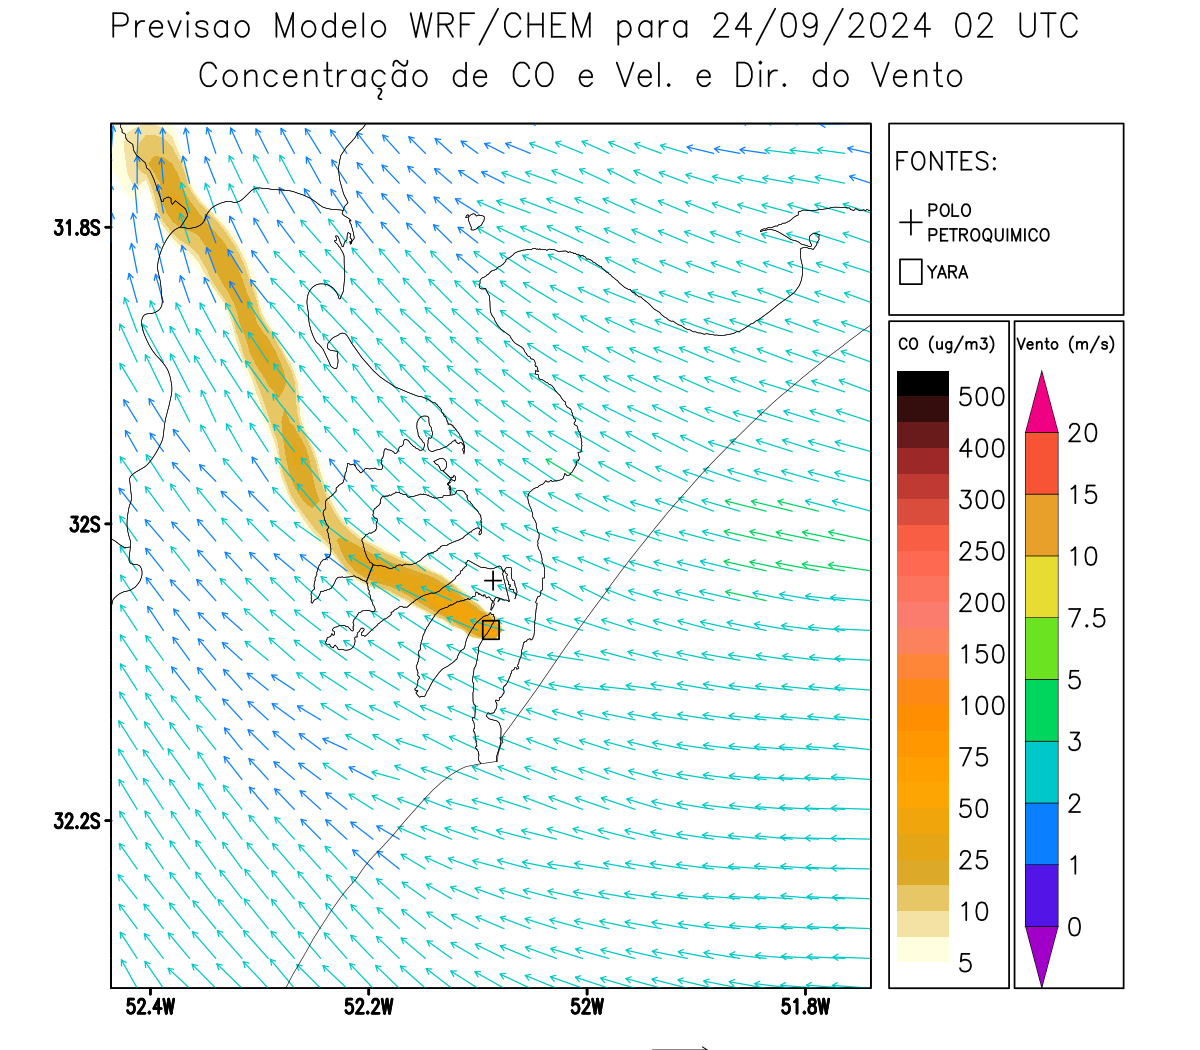 Previsao Modelo WRF/CHEM para 24/09/2024 02 UTC
Concentração de CO e Vel. e Dir. do Vento
FONTES:
POLO
PETROQUIMICO
YARA
CO (ug/m3)
500
400
300
250
200
150
100
75
50
25
10
5
Vento (m/s)
20
15
10
7.5
5
3
2
1
0
31.8S
32S
32.2S
52.4W
52.2W
52W
51.8W